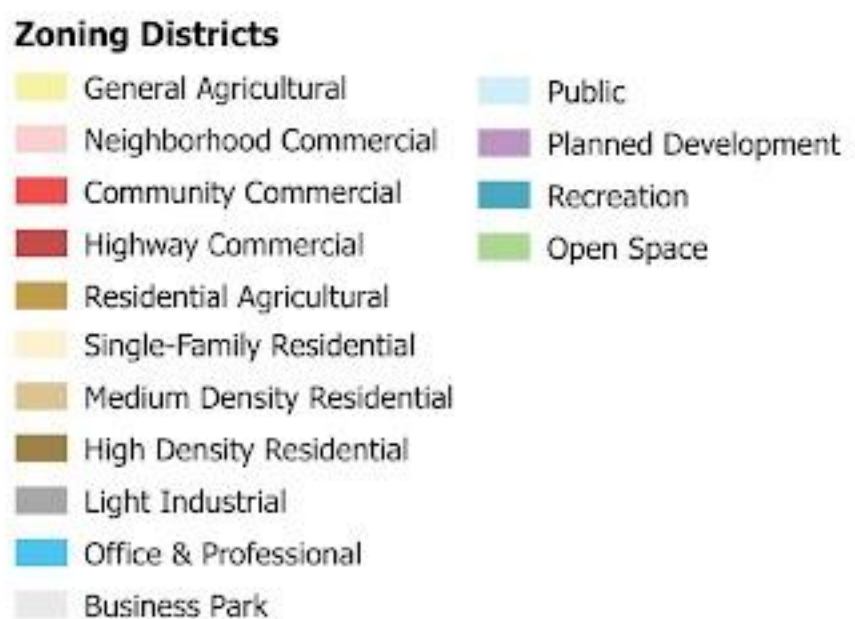 Zoning Districts
General Agricultural
Neighborhood Commercial
Community Commercial
Highway Commercial
Residential Agricultural
Single-Family Residential
Medium Density Residential
High Density Residential
Light Industrial
Office & Professional
Business Park
Public
Planned Development
Recreation
Open Space